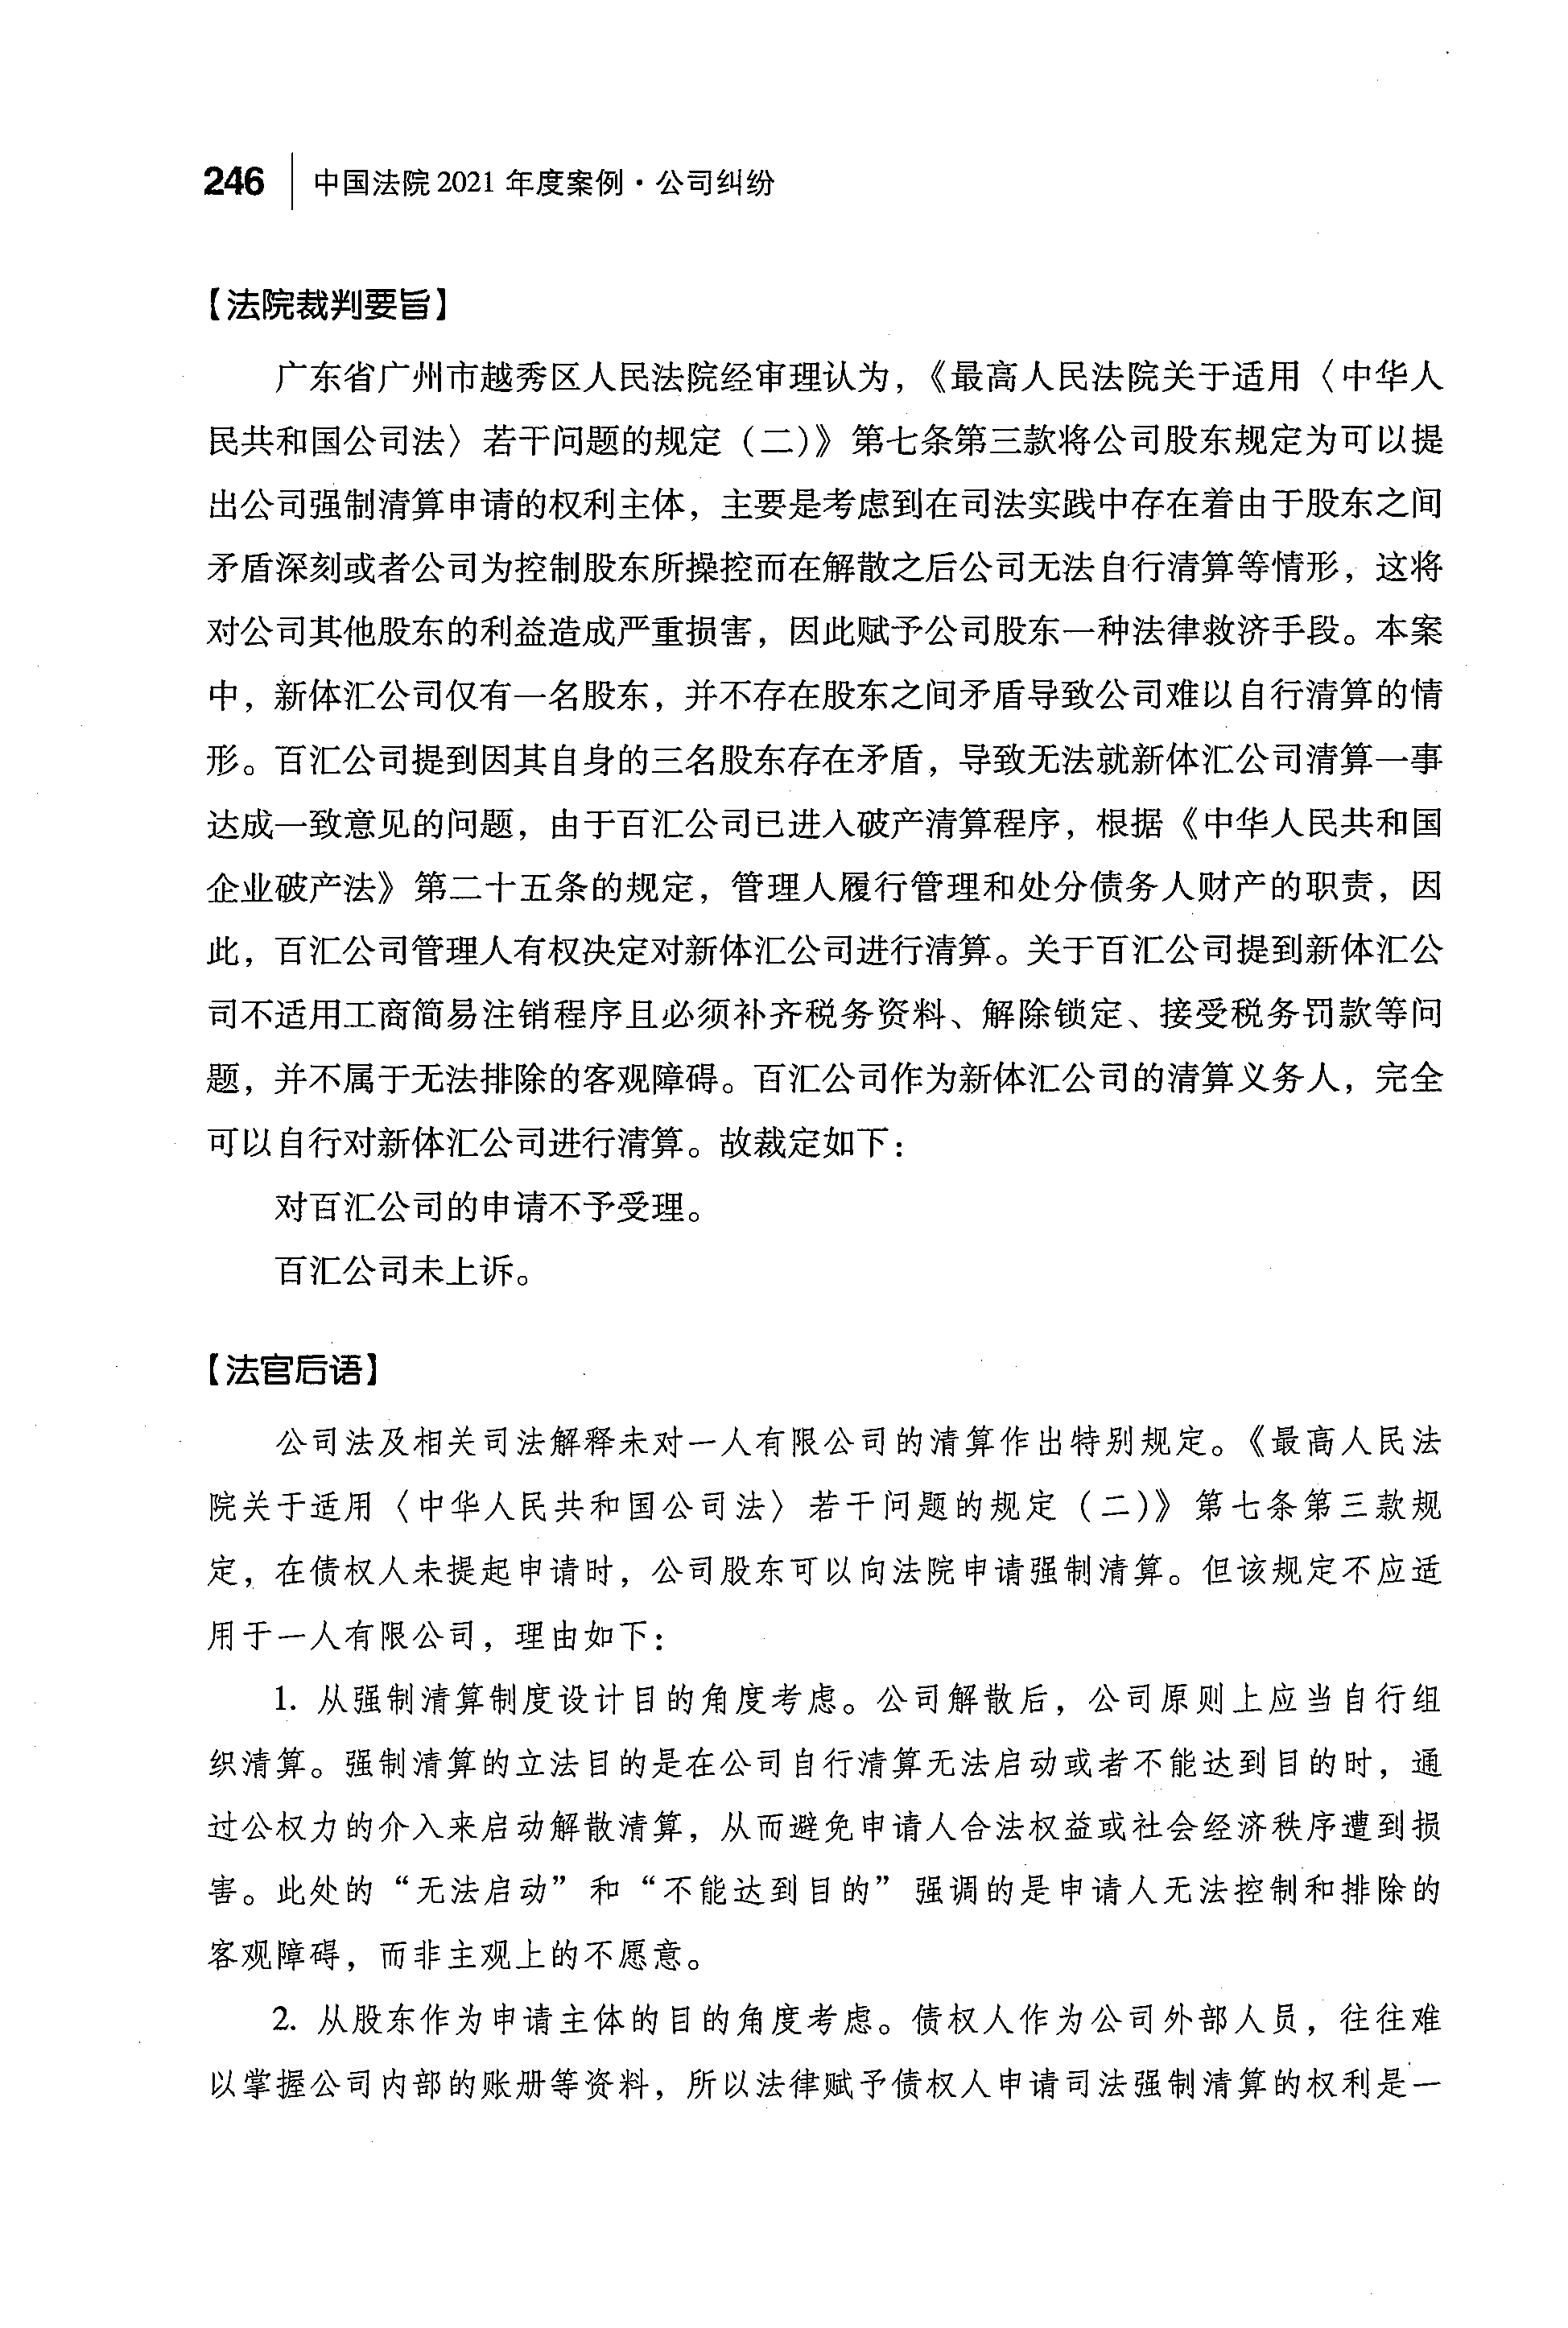 246 中国法院2021年度案例·公司纠纷
【法院裁判要旨】
广东省广州市越秀区人民法院经审理认为，《最高人民法院关于适用〈中华人
民共和国公司法〉若干问题的规定（二）》第七条第三款将公司股东规定为可以提
出公司强制清算申请的权利主体，主要是考虑到在司法实践中存在着由于股东之间
矛盾深刻或者公司为控制股东所操控而在解散之后公司无法自行清算等情形，这将
对公司其他股东的利益造成严重损害，因此赋予公司股东一种法律救济手段。本案
中，新体汇公司仅有一名股东，并不存在股东之间矛盾导致公司难以自行清算的情
形。百汇公司提到因其自身的三名股东存在矛盾，导致无法就新体汇公司清算一事
达成一致意见的问题，由于百汇公司已进入破产清算程序，根据《中华人民共和国
企业破产法》第二十五条的规定，管理人履行管理和处分债务人财产的职责，因
此，百汇公司管理人有权决定对新体汇公司进行清算。关于百汇公司提到新体汇公
司不适用工商简易注销程序且必须补齐税务资料、解除锁定、接受税务罚款等问
题，并不属于无法排除的客观障碍。百汇公司作为新体汇公司的清算义务人，完全
可以自行对新体汇公司进行清算。故裁定如下：
对百汇公司的申请不予受理。
百汇公司未上诉。
【法官后语】
公司法及相关司法解释未对一人有限公司的清算作出特别规定。《最高人民法
院关于适用〈中华人民共和国公司法〉若干问题的规定（二）》第七条第三款规
定，在债权人未提起申请时，公司股东可以向法院申请强制清算。但该规定不应适
用于一人有限公司，理由如下：
1. 从强制清算制度设计目的角度考虑。公司解散后，公司原则上应当自行组
织清算。强制清算的立法目的是在公司自行清算无法启动或者不能达到目的时，通
过公权力的介入来启动解散清算，从而避免申请人合法权益或社会经济秩序遭到损
害。此处的“无法启动”和“不能达到目的”强调的是申请人无法控制和排除的
客观障碍，而非主观上的不愿意。
2. 从股东作为申请主体的目的角度考虑。债权人作为公司外部人员，往往难
以掌握公司内部的账册等资料，所以法律赋予债权人申请司法强制清算的权利是一